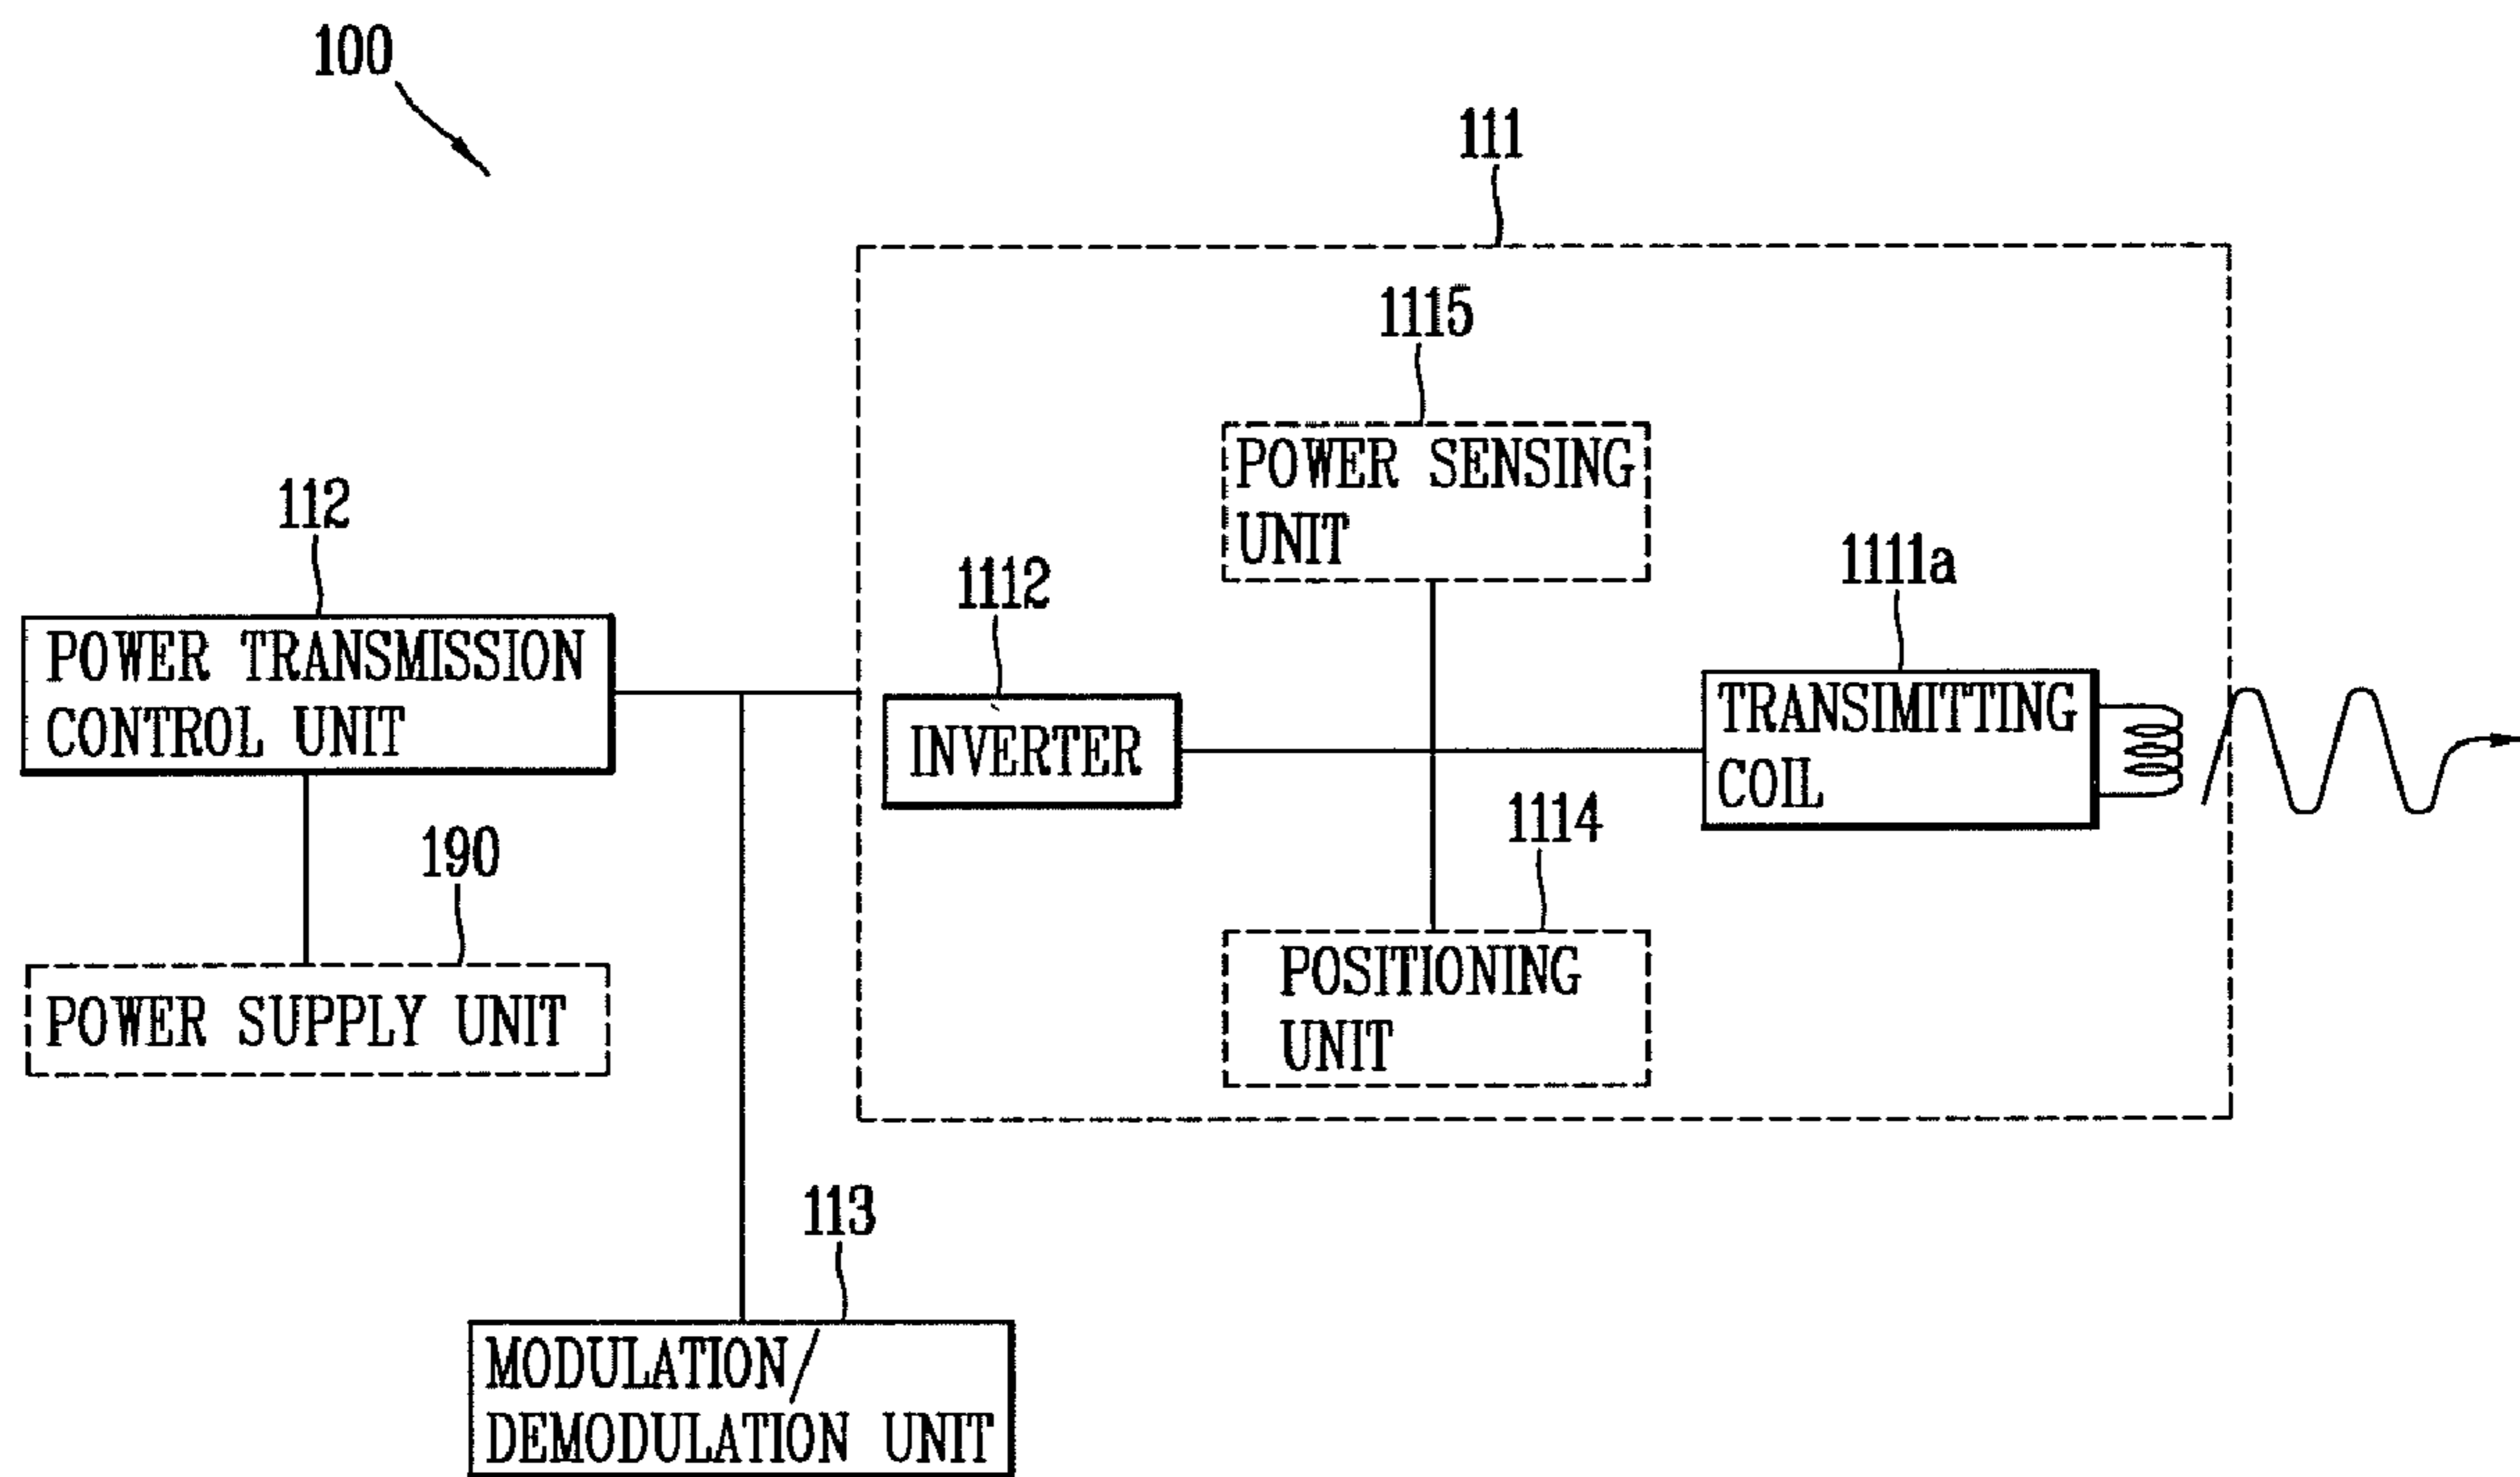 100
111
1115
POWER SENSING
UNIT
112
POWER TRANSMISSION
CONTROL UNIT
1112
INVERTER
1111a
TRANSIMITTING
COIL
1114
POSITIONING
UNIT
190
POWER SUPPLY UNIT
113
MODULATION/
DEMODULATION UNIT